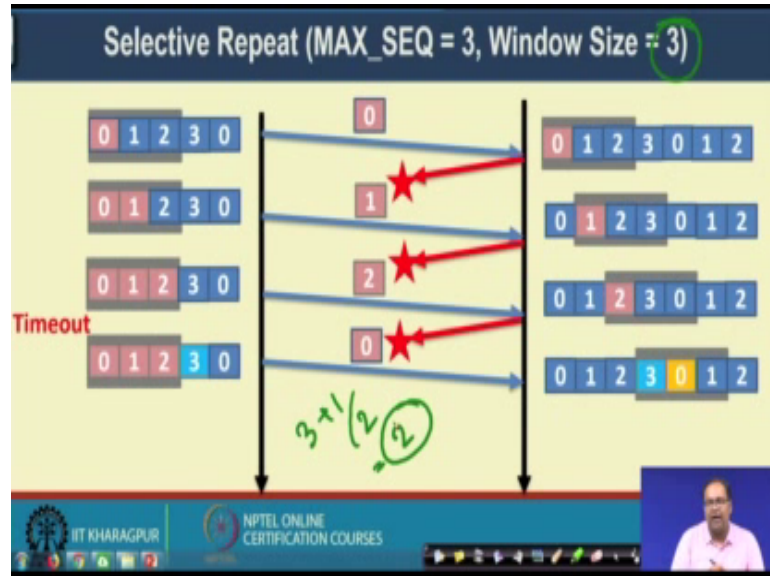 Selective Repeat (MAX_SEQ = 3, Window Size = 3)
0
0 1 2 3 0
0 1 2 3 0 1 2
1
0 1 2 3 0
0 1 2 3 0 1 2
2
0 1 2 3 0
0 1 2 3 0 1 2
Timeout
0
0 1 2 3 0
0 1 2 3 0 1 2
3+1/2 2
IIT KHARAGPUR
NPTEL ONLINE
CERTIFICATION COURSES